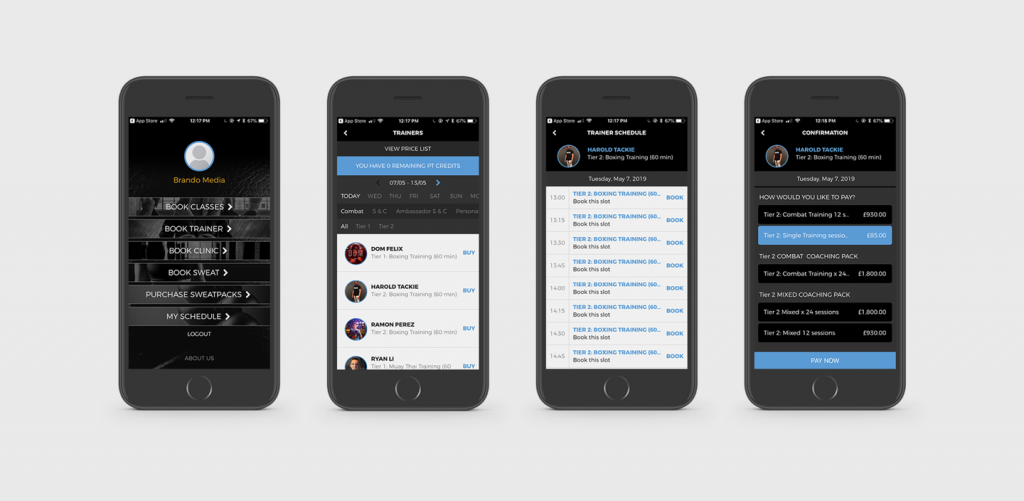 App Store 12:17 PM 67%
Brando Media
BOOK CLASSES
BOOK TRAINER
BOOK CLINIC
BOOK SWEAT
PURCHASE SWEATPACKS
MY SCHEDULE
LOGOUT
ABOUT US
App Store 12:17 PM 67%
TRAINERS
VIEW PRICE LIST
YOU HAVE 0 REMAINING PT CREDITS
07/05 - 13/05
TODAY WED THU FRI SAT SUN MO
Combat S & C Ambassador S & C Persona
All Tier 1 Tier 2
DOM FELIX
Tier 1: Boxing Training (60 min) BUY
HAROLD TACKIE
Tier 2: Boxing Training (60 min) BUY
RAMON PEREZ
Tier 2: Boxing Training (60 min) BUY
RYAN LI
Tier 1: Muay Thai Training (60 BUY
App Store 12:17 PM 67%
TRAINER SCHEDULE
HAROLD TACKIE
Tier 2: Boxing Training (60 min)
Tuesday, May 7, 2019
13:00 TIER 2: BOXING TRAINING (60... BOOK
Book this slot
13:15 TIER 2: BOXING TRAINING (60... BOOK
Book this slot
13:30 TIER 2: BOXING TRAINING (60... BOOK
Book this slot
13:45 TIER 2: BOXING TRAINING (60... BOOK
Book this slot
14:00 TIER 2: BOXING TRAINING (60... BOOK
Book this slot
14:15 TIER 2: BOXING TRAINING (60... BOOK
Book this slot
14:30 TIER 2: BOXING TRAINING (60... BOOK
Book this slot
14:45 TIER 2: BOXING TRAINING (60... BOOK
Book this slot
App Store 12:18 PM 67%
CONFIRMATION
HAROLD TACKIE
Tier 2: Boxing Training (60 min)
Tuesday, May 7, 2019
HOW WOULD YOU LIKE TO PAY?
Tier 2: Combat Training 12 s... £930.00
Tier 2: Single Training sessio... £85.00
Tier 2 COMBAT COACHING PACK
Tier 2: Combat Training x 24... £1,800.00
Tier 2 MIXED COACHING PACK
Tier 2 Mixed x 24 sessions £1,800.00
Tier 2: Mixed 12 sessions £930.00
PAY NOW